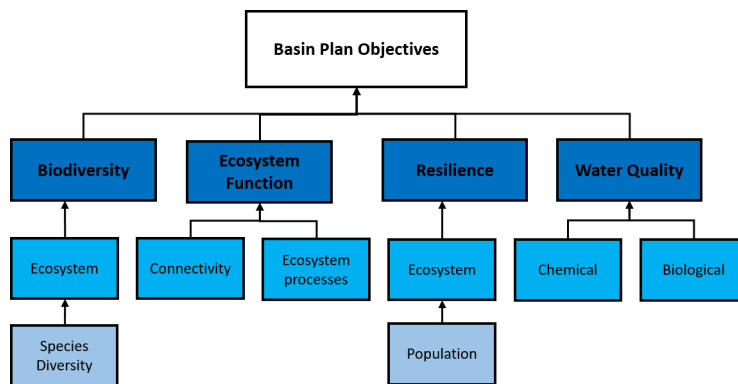 Basin Plan Objectives
Biodiversity
Ecosystem
Function
Resilience
Water Quality
Ecosystem
Connectivity
Ecosystem
processes
Ecosystem
Chemical
Biological
Species
Diversity
Population